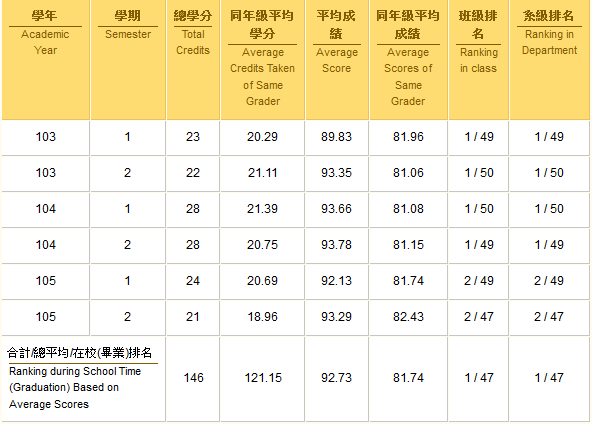 學年 學期 總學分 同年級平均 平均成 同年級平均 班級排 系級排名
學分 績 成績 名
Academic Semester Total Average Average Average Ranking Ranking in
Year Credits Credits Taken Score Scores of in class Department
of Same Same
Grader Grader
103 1 23 20.29 89.83 81.96 1 / 49 1 / 49
103 2 22 21.11 93.35 81.06 1 / 50 1 / 50
104 1 28 21.39 93.66 81.08 1 / 50 1 / 50
104 2 28 20.75 93.78 81.15 1 / 49 1 / 49
105 1 24 20.69 92.13 81.74 2 / 49 2 / 49
105 2 21 18.96 93.29 82.43 2 / 47 2 / 47
合計/總平均/在校(畢業)排名
Ranking during School Time
(Graduation) Based on
Average Scores
146 121.15 92.73 81.74 1 / 47 1 / 47